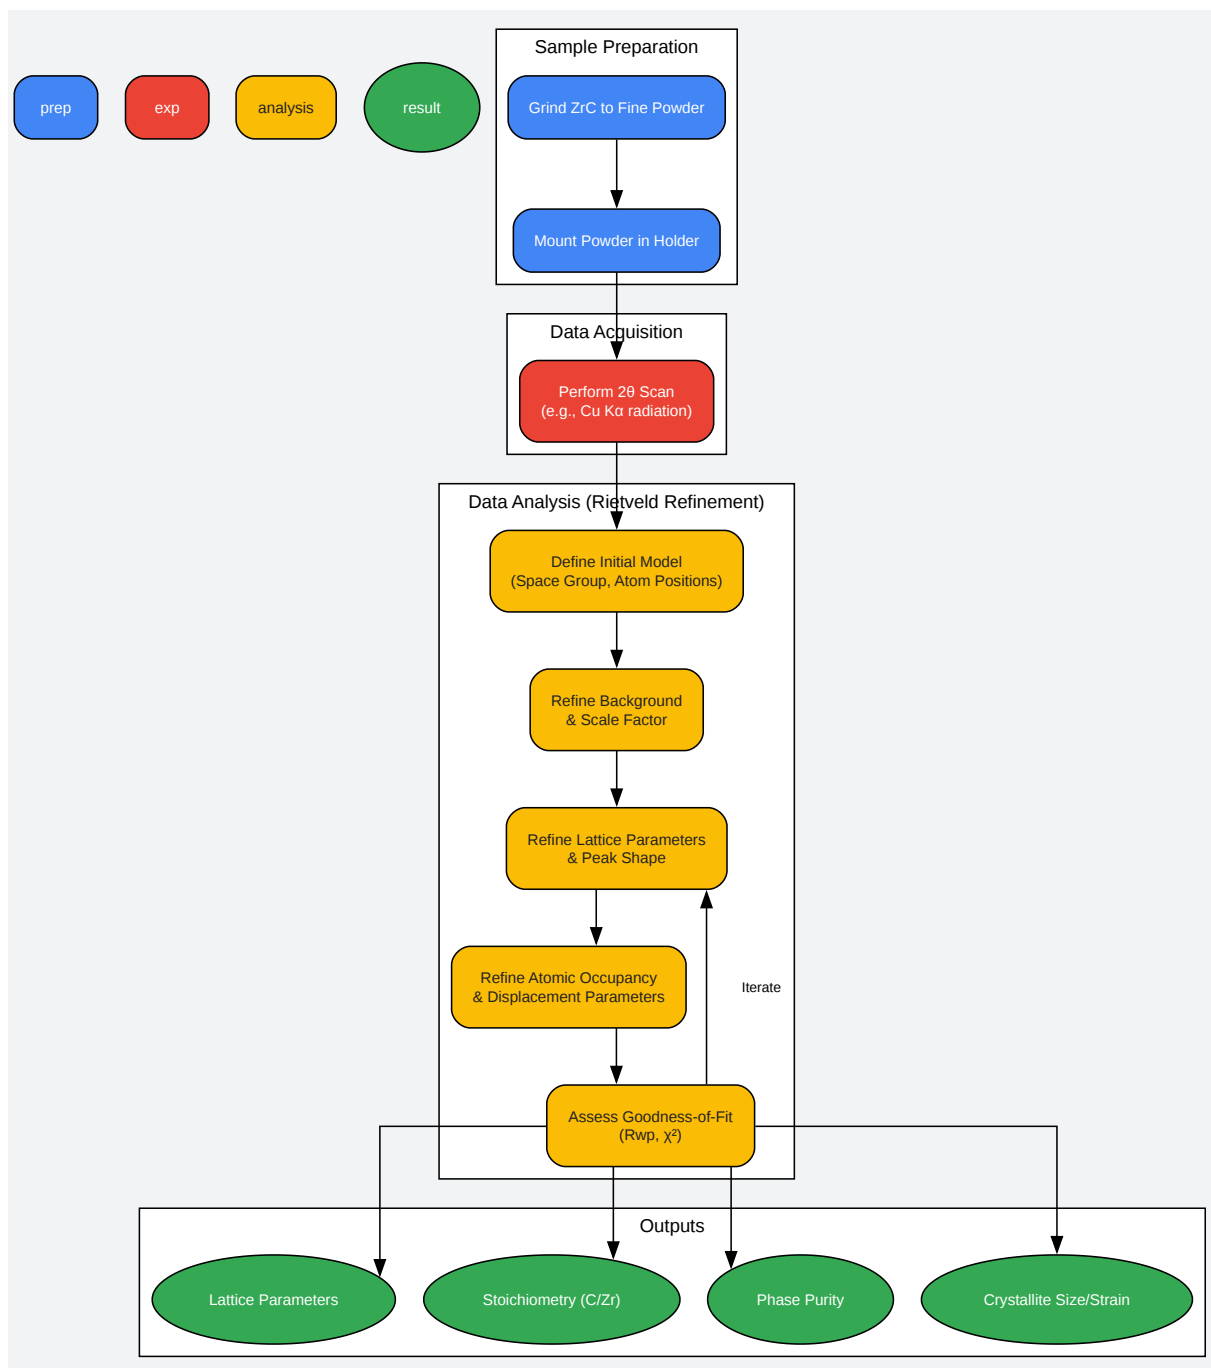 prep
exp
analysis
result
Sample Preparation
Grind ZrC to Fine Powder
Mount Powder in Holder
Data Acquisition
Perform 2θ Scan
(e.g., Cu Kα radiation)
Data Analysis (Rietveld Refinement)
Define Initial Model
(Space Group, Atom Positions)
Refine Background
& Scale Factor
Refine Lattice Parameters
& Peak Shape
Refine Atomic Occupancy
& Displacement Parameters
Iterate
Assess Goodness-of-Fit
(Rwp, χ²)
Outputs
Lattice Parameters
Stoichiometry (C/Zr)
Phase Purity
Crystallite Size/Strain